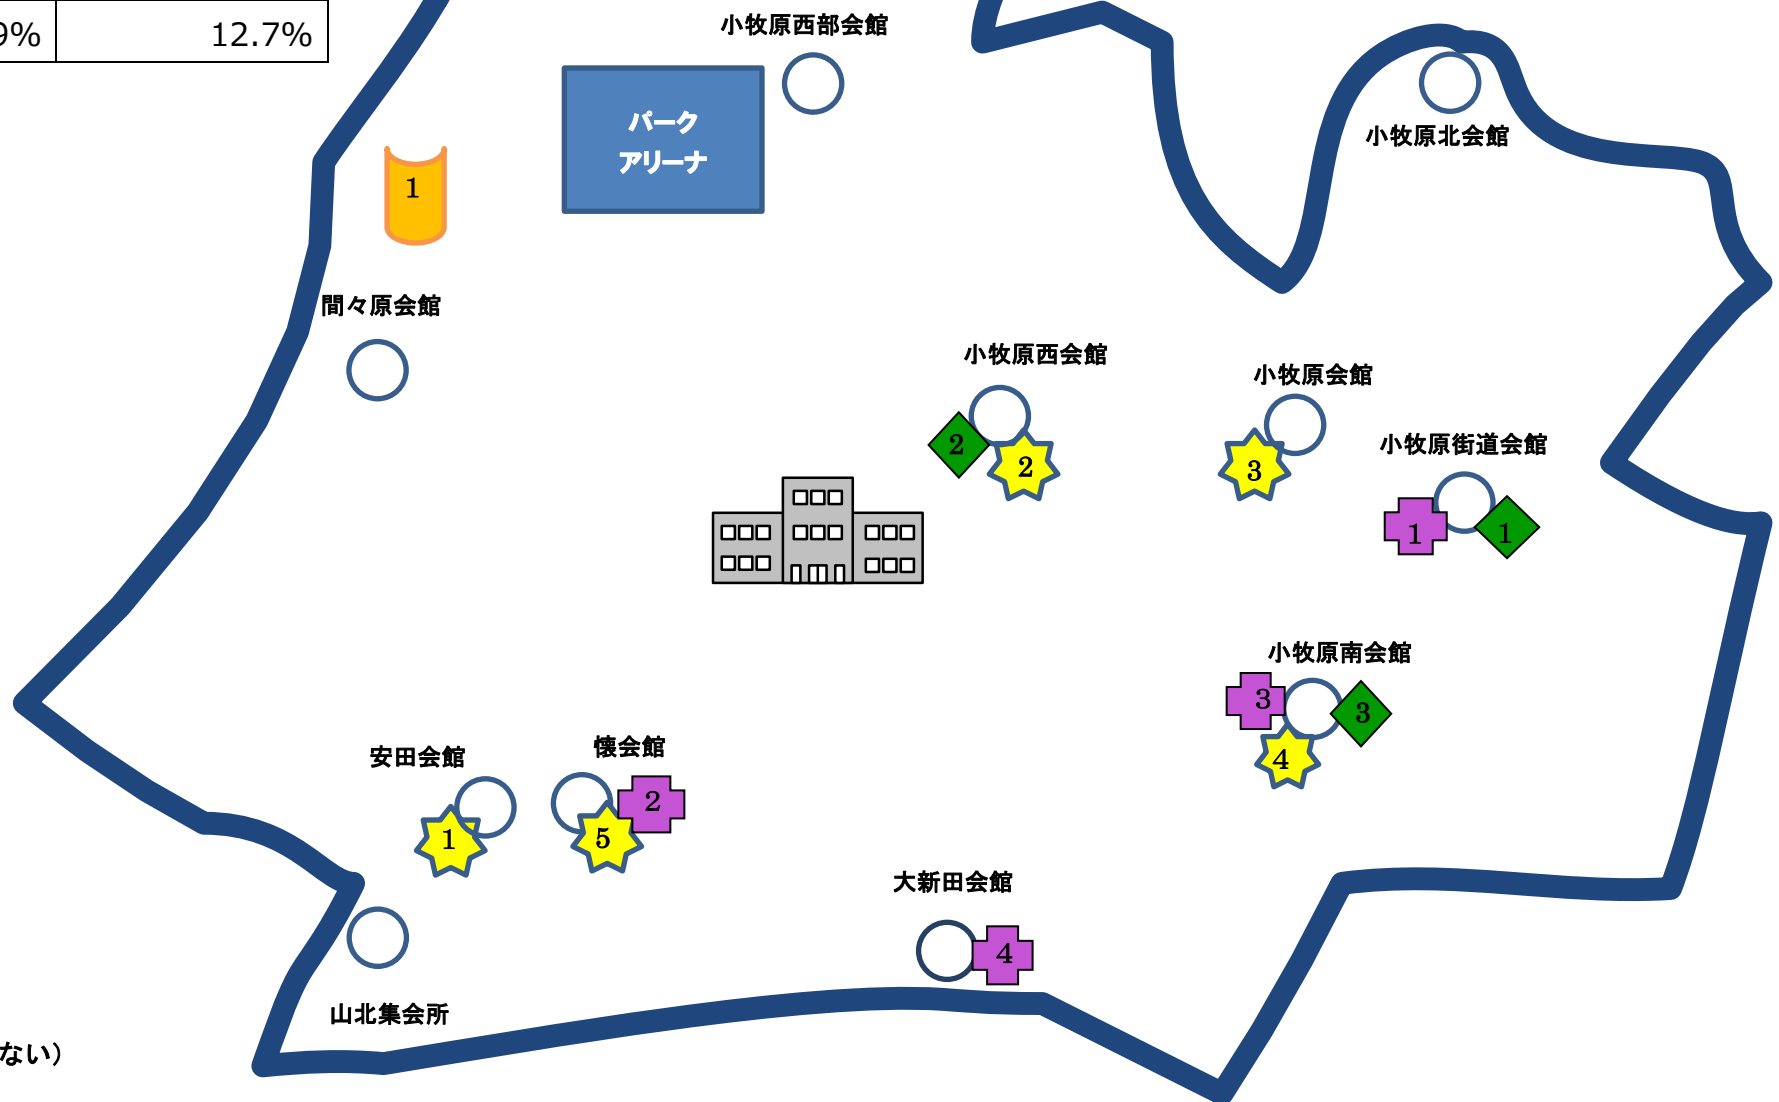 9%
12.7%
小牧原西部会館
パーク
アリーナ
小牧原北会館
1
間々原会館
小牧原西会館
小牧原会館
2
2
3
小牧原街道会館
1
1
小牧原南会館
3
3
4
安田会館
懐会館
1
5
2
大新田会館
4
山北集会所
ない）